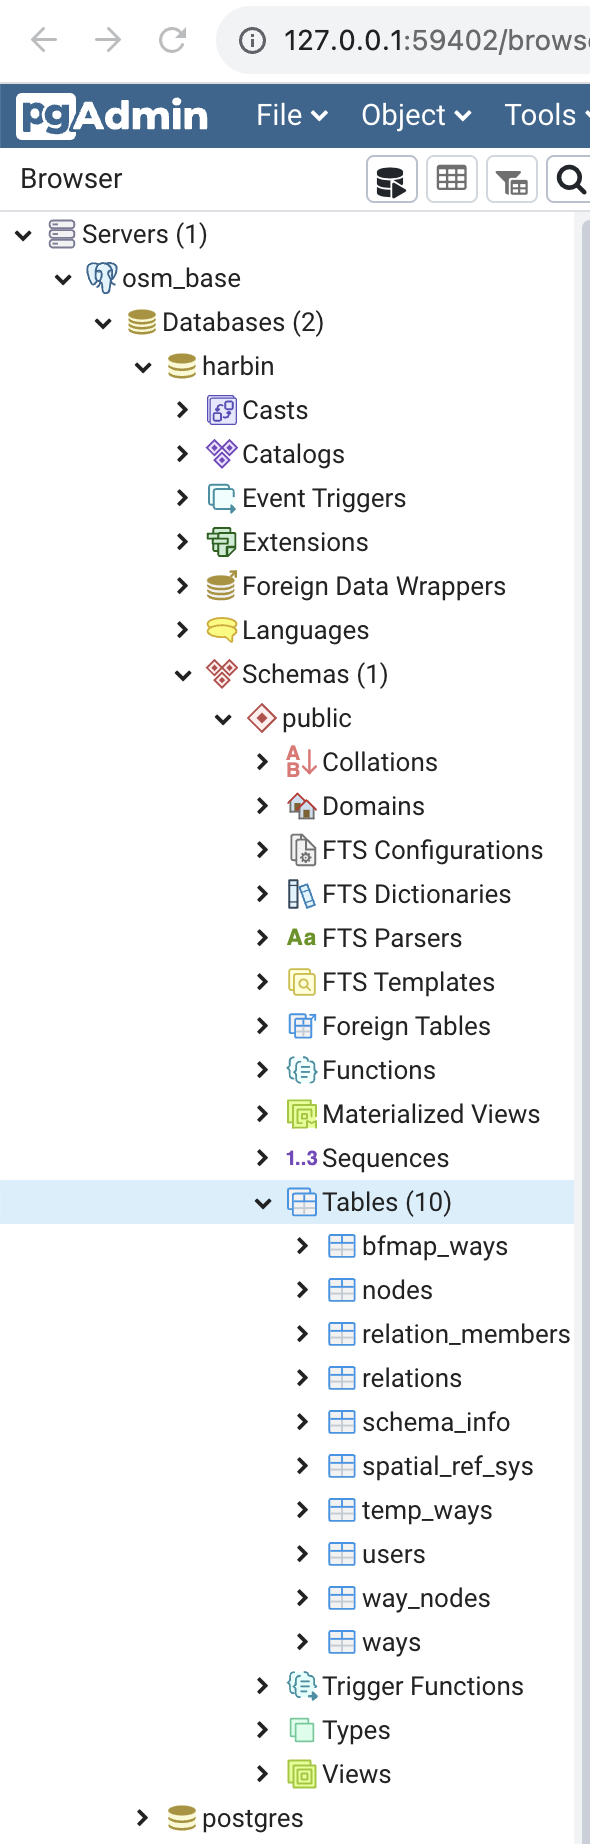 127.0.0.1:59402/brows
pgAdmin File Object Tools
Browser
Servers (1)
osm_base
Databases (2)
harbin
Casts
Catalogs
Event Triggers
Extensions
Foreign Data Wrappers
Languages
Schemas (1)
public
Collations
Domains
FTS Configurations
FTS Dictionaries
Aa FTS Parsers
FTS Templates
Foreign Tables
Functions
Materialized Views
1..3 Sequences
Tables (10)
bfmap_ways
nodes
relation_members
relations
schema_info
spatial_ref_sys
temp_ways
users
way_nodes
ways
Trigger Functions
Types
Views
postgres